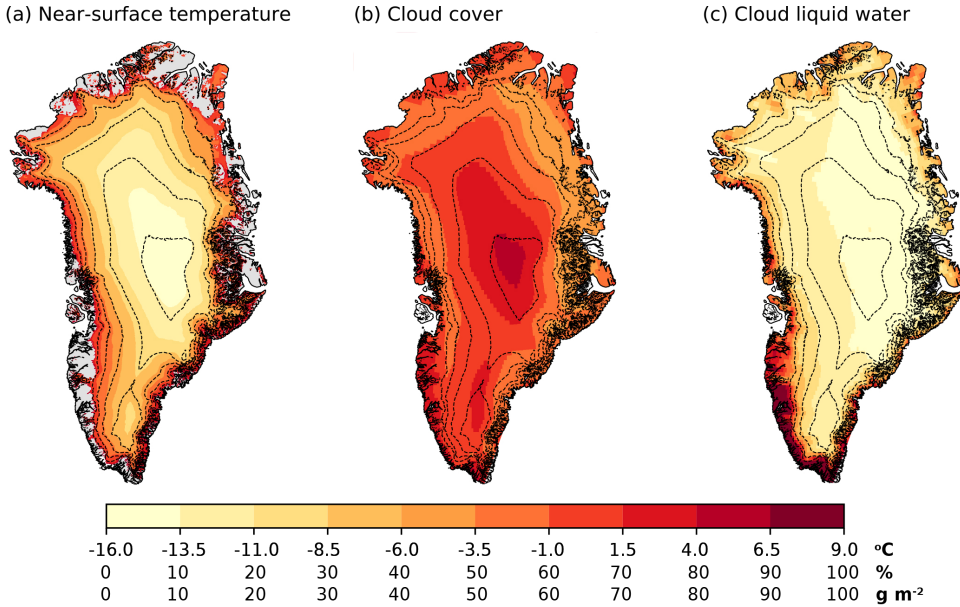 (a) Near-surface temperature (b) Cloud cover (c) Cloud liquid water
-16.0 -13.5 -11.0 -8.5 -6.0 -3.5 -1.0 1.5 4.0 6.5 9.0 °C
0 10 20 30 40 50 60 70 80 90 100 %
0 10 20 30 40 50 60 70 80 90 100 g m⁻²